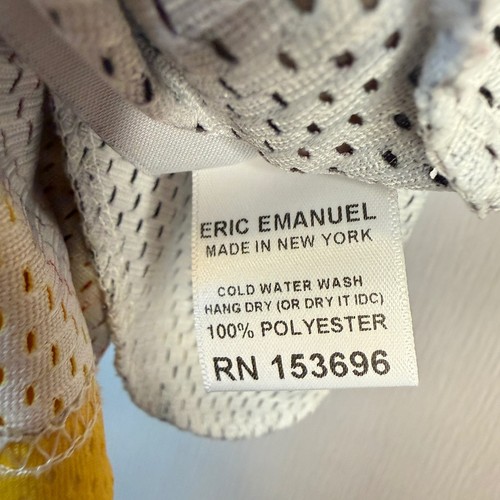 ERIC EMANUEL
MADE IN NEW YORK
COLD WATER WASH
HANG DRY (OR DRY IT IDC)
100% POLYESTER
RN 153696